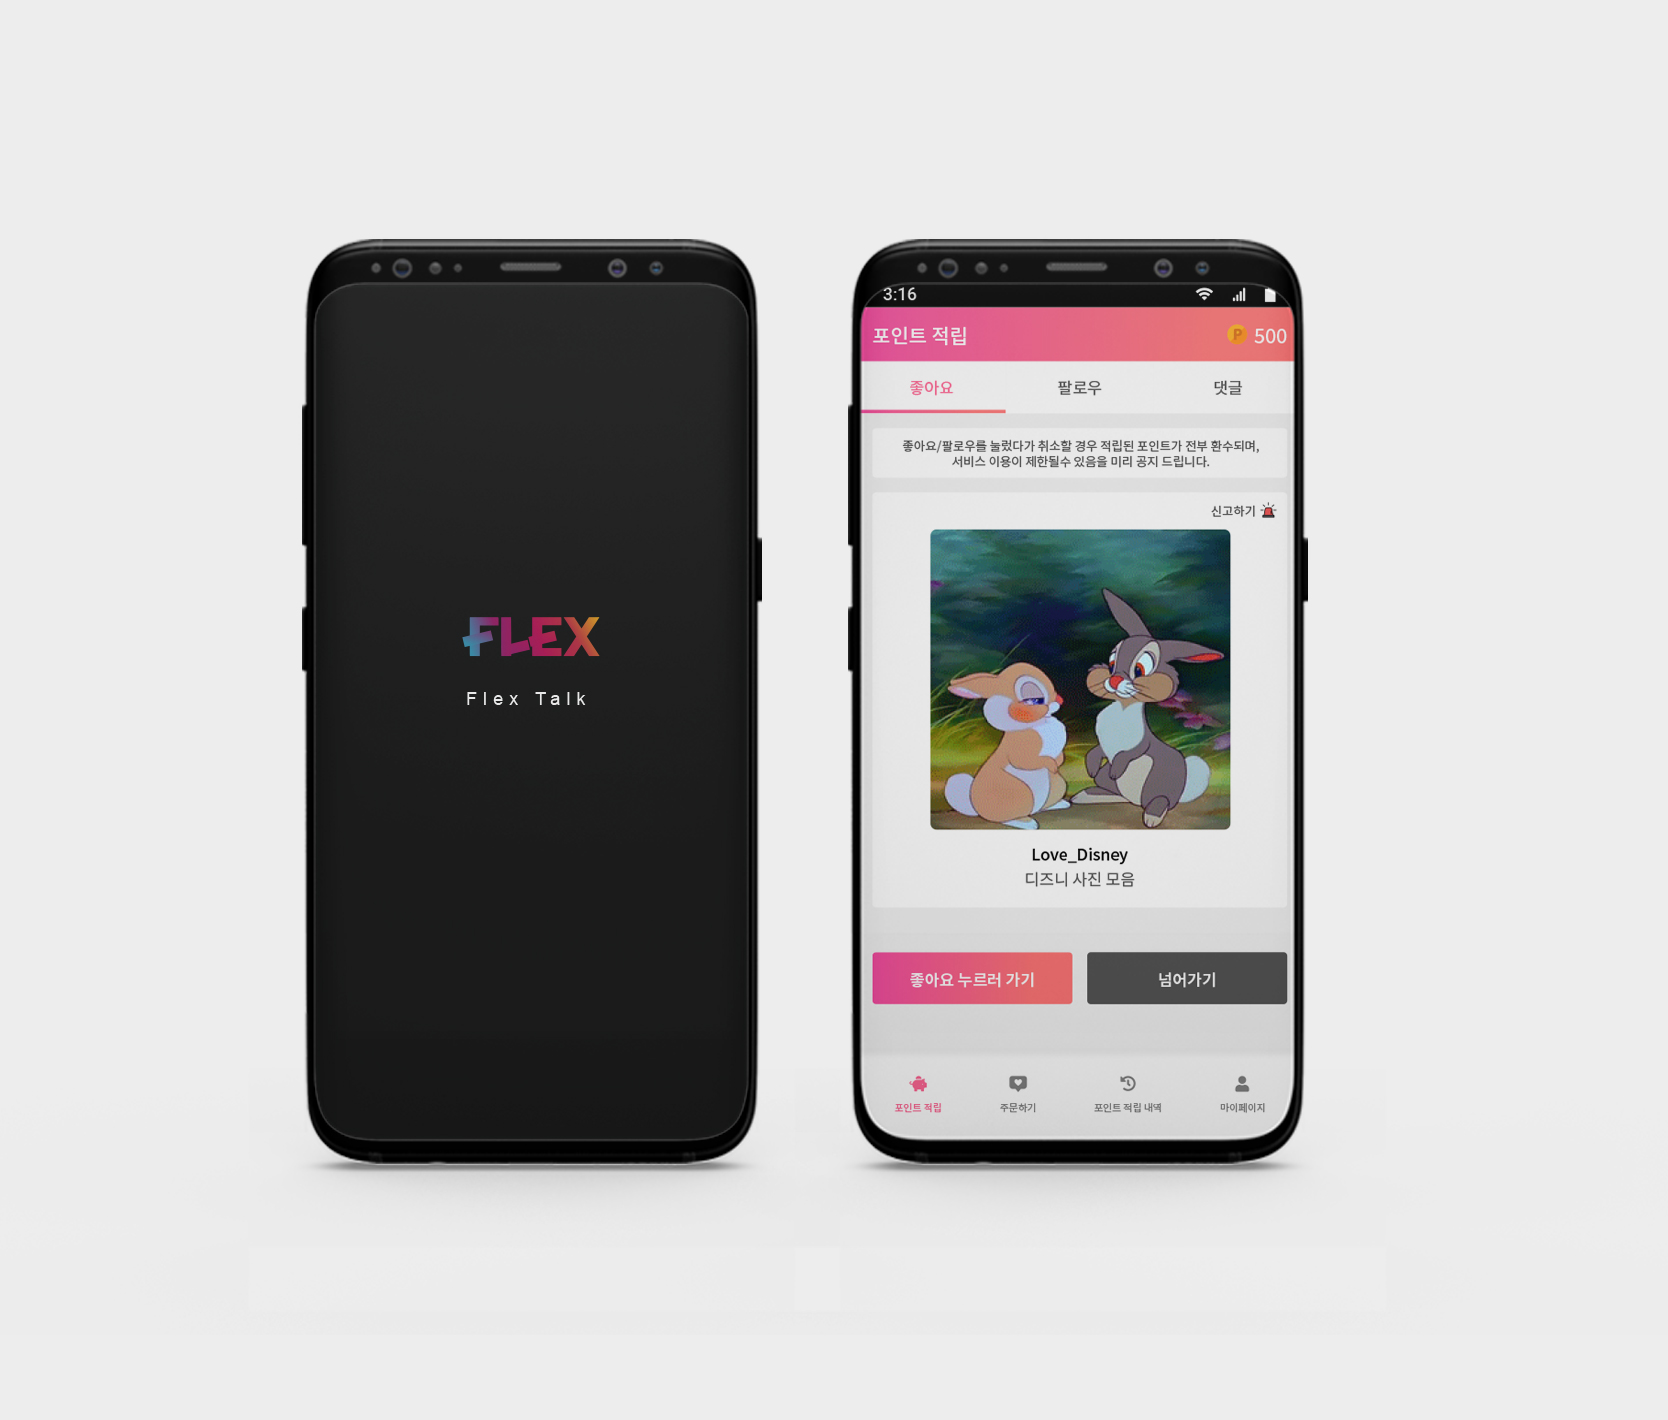 FLEX
Flex Talk
3:16
포인트 적립
P 500
좋아요 팔로우 댓글
좋아요/팔로우를 눌렀다가 취소할 경우 적립된 포인트가 전부 환수되며,
서비스 이용이 제한될수 있음을 미리 공지 드립니다.
신고하기
Love_Disney
디즈니 사진 모음
좋아요 누르러 가기 넘어가기
포인트 적립 주문하기 포인트 적립 내역 마이페이지